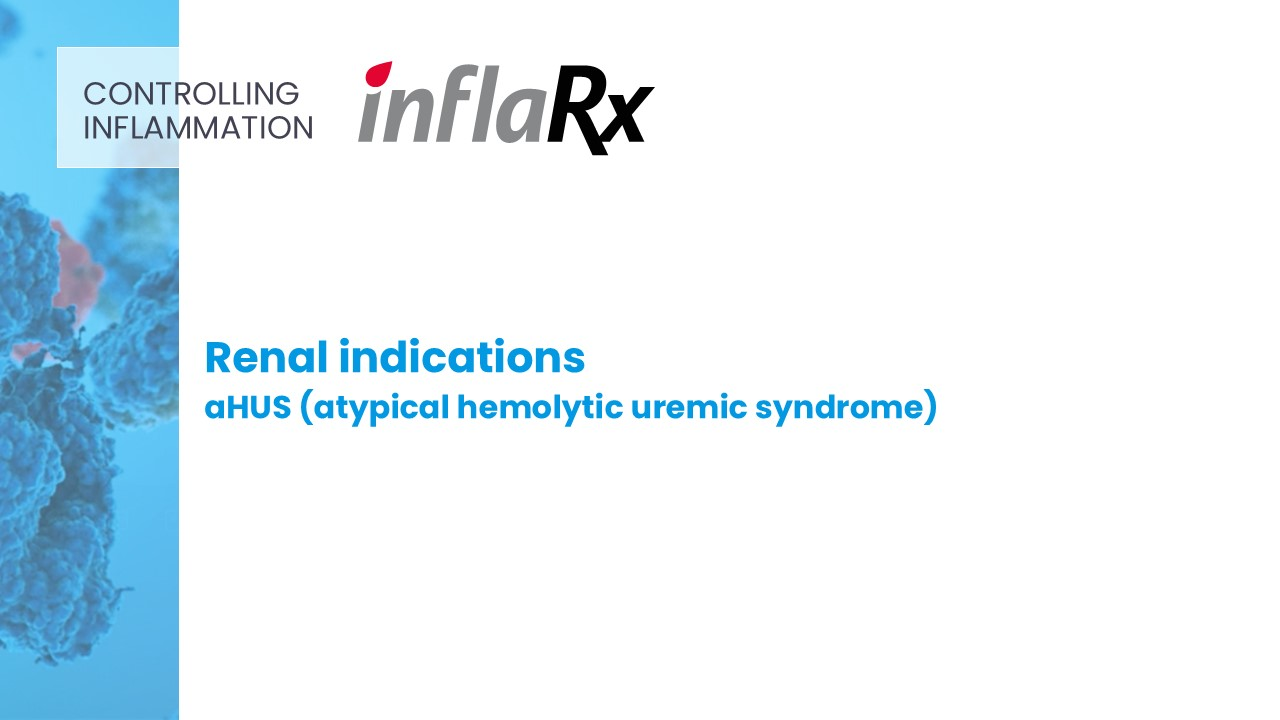 CONTROLLING
INFLAMMATION
inflaRx
Renal indications
aHUS (atypical hemolytic uremic syndrome)